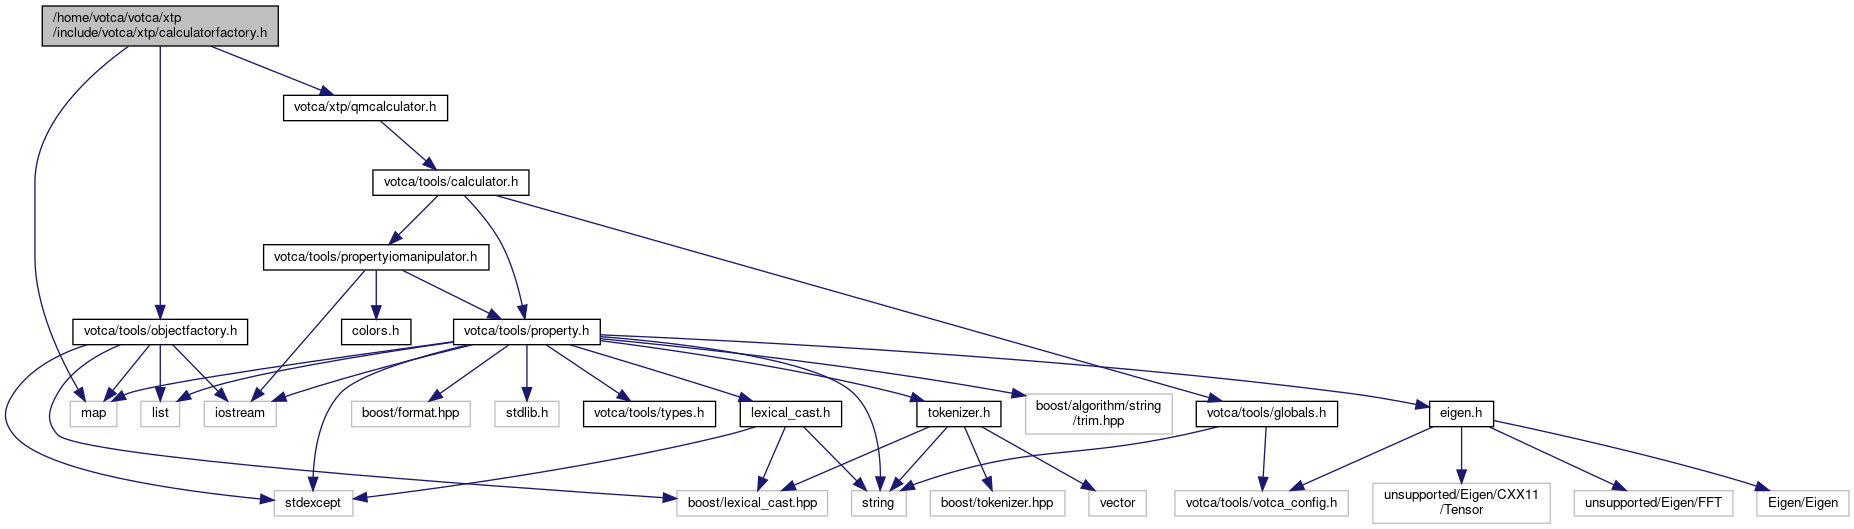 /home/votca/votca/xtp
/include/votca/xtp/calculatorfactory.h
votca/xtp/qmcalculator.h
votca/tools/calculator.h
votca/tools/propertyiomanipulator.h
votca/tools/objectfactory.h
colors.h
votca/tools/property.h
map
list
iostream
boost/format.hpp
stdlib.h
votca/tools/types.h
lexical_cast.h
tokenizer.h
boost/algorithm/string
/trim.hpp
votca/tools/globals.h
eigen.h
stdexcept
boost/lexical_cast.hpp
string
boost/tokenizer.hpp
vector
votca/tools/votca_config.h
unsupported/Eigen/CXX11
/Tensor
unsupported/Eigen/FFT
Eigen/Eigen